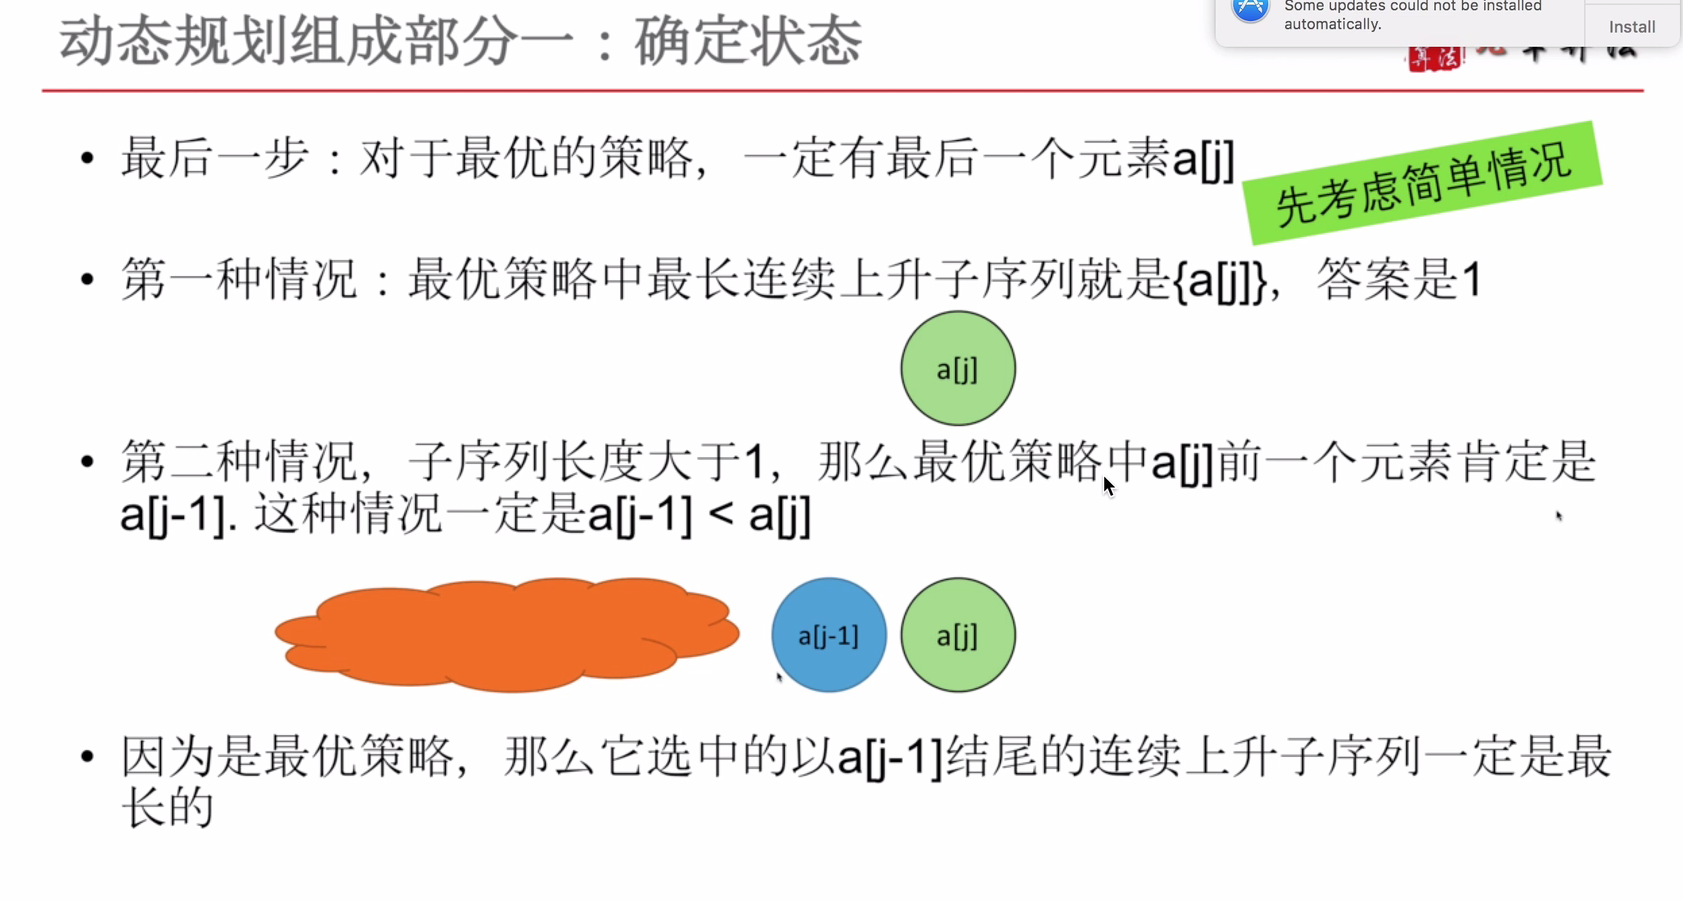 Some updates could not be installed
automatically.
Install
动态规划组成部分一：确定状态
算法
• 最后一步：对于最优的策略，一定有最后一个元素a[j]
先考虑简单情况
• 第一种情况：最优策略中最长连续上升子序列就是{a[j]}，答案是1
a[j]
• 第二种情况，子序列长度大于1，那么最优策略中a[j]前一个元素肯定是
a[j-1]. 这种情况一定是a[j-1] < a[j]
a[j-1]
a[j]
• 因为是最优策略，那么它选中的以a[j-1]结尾的连续上升子序列一定是最
长的